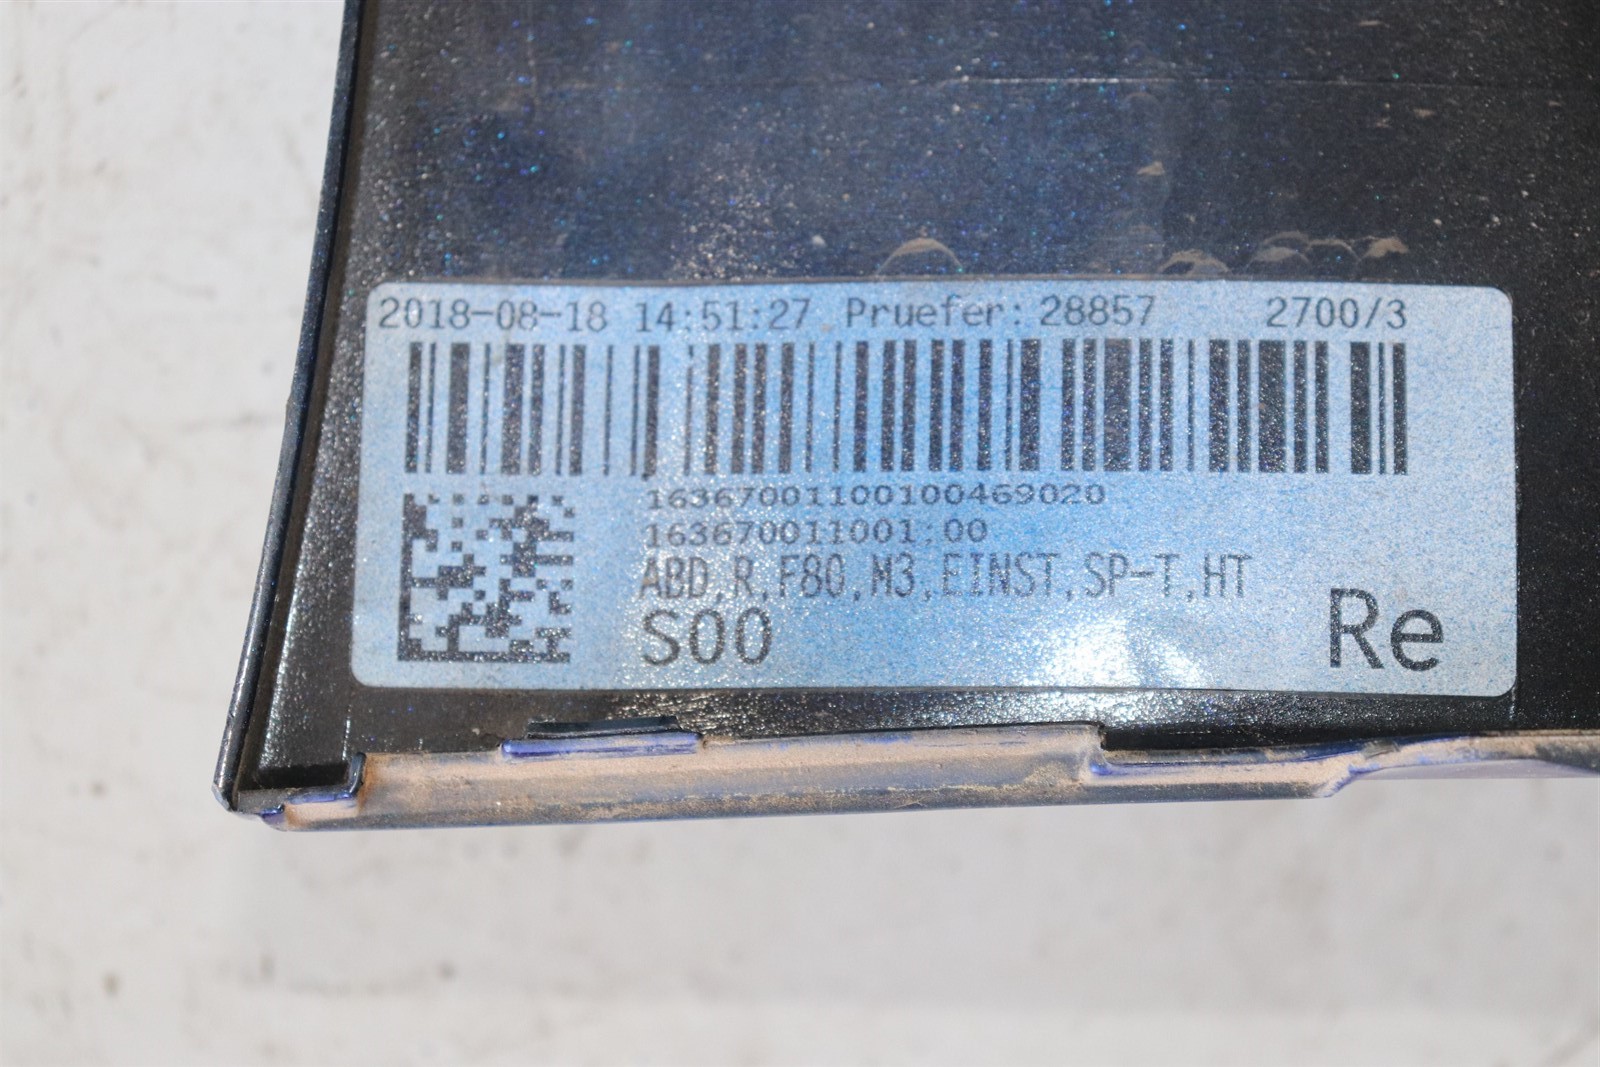 2018-08-18 14:51:27 Pruefer: 28857 2700/3
16367001100100469020
163670011001:00
ABD,R,F80,M3,EINST,SP-T,HT
S00
Re